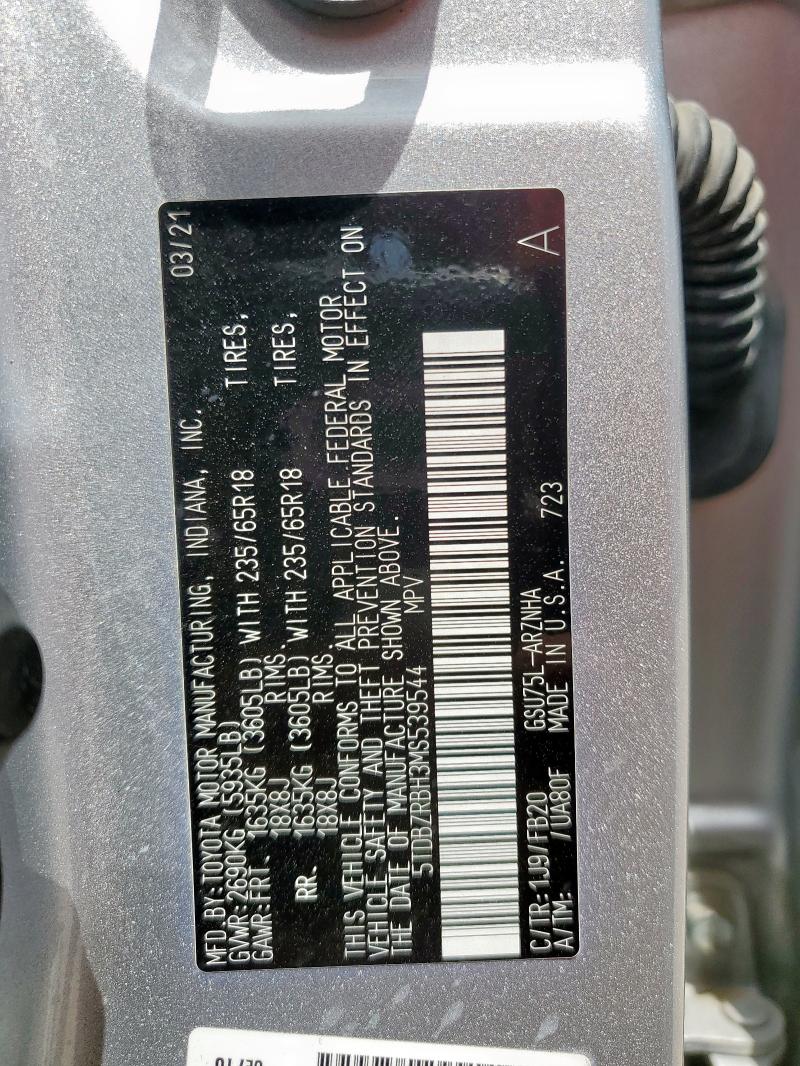 MFD. BY: TOYOTA MOTOR MANUFACTURING, INDIANA, INC. 03/21
GVWR: 2690KG (5935LB)
GAWR: FRT. 1635KG (3605LB) WITH 235/65R18 TIRES,
18X8J RIMS.
RR. 1635KG (3605LB) WITH 235/65R18 TIRES,
18X8J RIMS.
THIS VEHICLE CONFORMS TO ALL APPLICABLE FEDERAL MOTOR
VEHICLE SAFETY AND THEFT PREVENTION STANDARDS IN EFFECT ON
THE DATE OF MANUFACTURE SHOWN ABOVE.
5TDBZRBH3MS539544 MPV
C/TR: 1J9/FB20 GSU75L-ARZNHA A
A/TM: /UA80F MADE IN U.S.A. 723